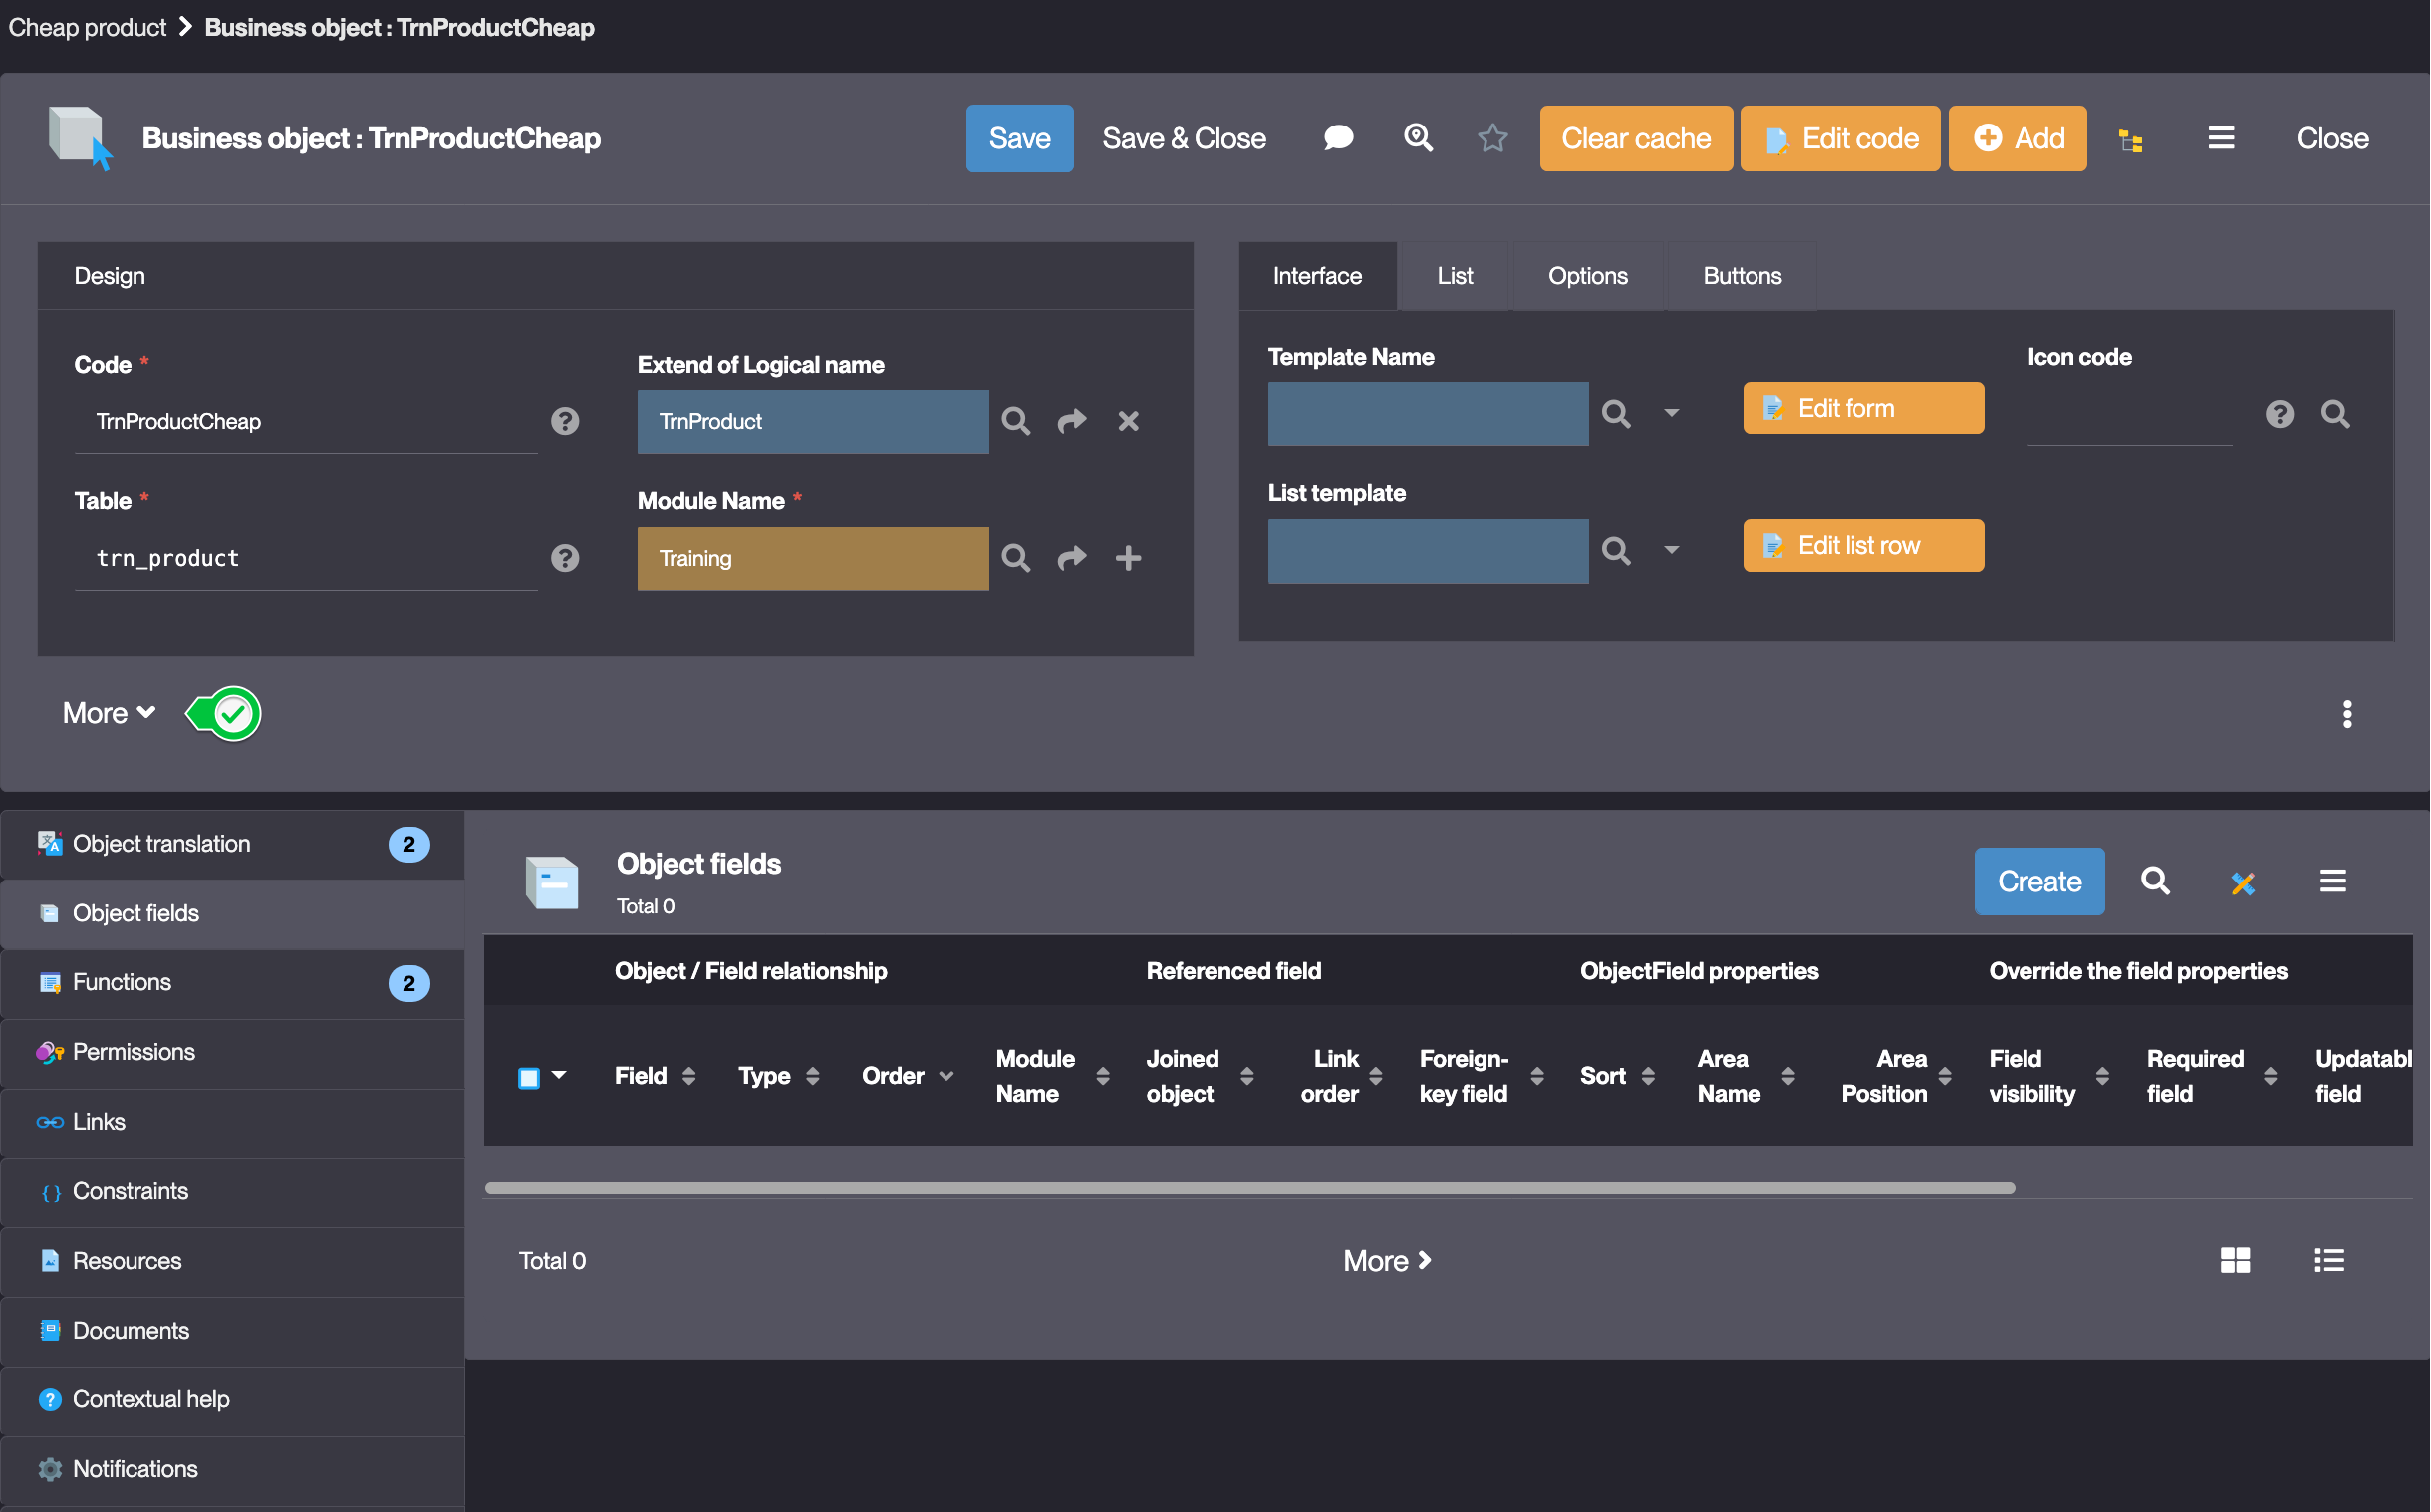 Cheap product > Business object : TrnProductCheap
Business object : TrnProductCheap
Save
Save & Close
Clear cache
Edit code
Add
Close
Design
Interface
List
Options
Buttons
Code *
Extend of Logical name
TrnProductCheap
TrnProduct
Table *
Module Name *
trn_product
Training
Template Name
Edit form
Icon code
List template
Edit list row
More
Object translation 2
Object fields
Functions 2
Permissions
Links
Constraints
Resources
Documents
Contextual help
Notifications
Object fields
Total 0
Create
Object / Field relationship
Referenced field
ObjectField properties
Override the field properties
Field
Type
Order
Module Name
Joined object
Link order
Foreign-key field
Sort
Area Name
Area Position
Field visibility
Required field
Updatabl field
Total 0
More